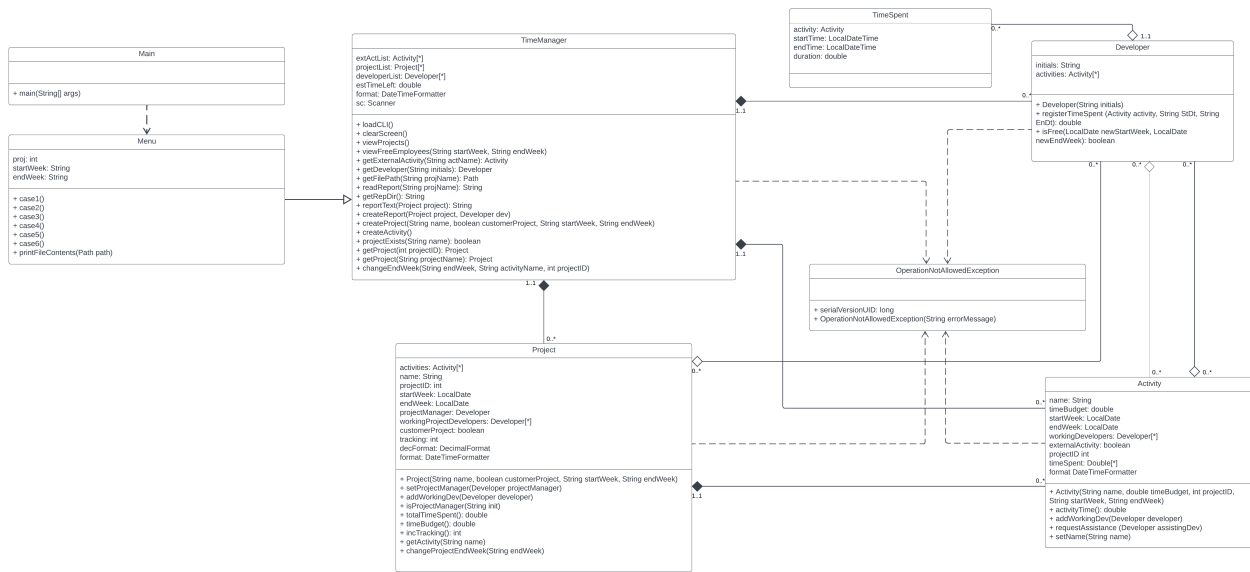 Main
+ main(String[] args)
Menu
proj: int
startWeek: String
endWeek: String
+ case1()
+ case2()
+ case3()
+ case4()
+ case5()
+ case6()
+ printFileContents(Path path)
TimeManager
extActList: Activity[*]
projectList: Project[*]
developerList: Developer[*]
estTimeLeft: double
format: DateTimeFormatter
sc: Scanner
+ loadCLI()
+ clearScreen()
+ viewProjects()
+ viewFreeEmployees(String startWeek, String endWeek)
+ getExternalActivity(String actName): Activity
+ getDeveloper(String initials): Developer
+ getFilePath(String projName): Path
+ readReport(String projName): String
+ getRepDir(): String
+ reportText(Project project): String
+ createReport(Project project, Developer dev)
+ createProject(String name, boolean customerProject, String startWeek, String endWeek)
+ createActivity()
+ projectExists(String name): boolean
+ getProject(int projectID): Project
+ getProject(String projectName): Project
+ changeEndWeek(String endWeek, String activityName, int projectID)
1..1
0..*
1..1
0..*
1..1
0..*
TimeSpent
activity: Activity
startTime: LocalDateTime
endTime: LocalDateTime
duration: double
0..*
1..1
Developer
initials: String
activities: Activity[*]
+ Developer(String initials)
+ registerTimeSpent (Activity activity, String StDt, String
EnDt): double
+ isFree(LocalDate newStartWeek, LocalDate
newEndWeek): boolean
0..*
0..*
0..*
OperationNotAllowedException
+ serialVersionUID: long
+ OperationNotAllowedException(String errorMessage)
Project
activities: Activity[*]
name: String
projectID: int
startWeek: LocalDate
endWeek: LocalDate
projectManager: Developer
workingProjectDevelopers: Developer[*]
customerProject: boolean
tracking: int
decFormat: DecimalFormat
format: DateTimeFormatter
+ Project(String name, boolean customerProject, String startWeek, String endWeek)
+ setProjectManager(Developer projectManager)
+ addWorkingDev(Developer developer)
+ isProjectManager(String init)
+ totalTimeSpent(): double
+ timeBudget(): double
+ incTracking(): int
+ getActivity(String name)
+ changeProjectEndWeek(String endWeek)
0..*
1..1
0..*
0..*
0..*
Activity
name: String
timeBudget: double
startWeek: LocalDate
endWeek: LocalDate
workingDevelopers: Developer[*]
externalActivity: boolean
projectID int
timeSpent: Double[*]
format DateTimeFormatter
+ Activity(String name, double timeBudget, int projectID,
String startWeek, String endWeek)
+ activityTime(): double
+ addWorkingDev(Developer developer)
+ requestAssistance (Developer assistingDev)
+ setName(String name)